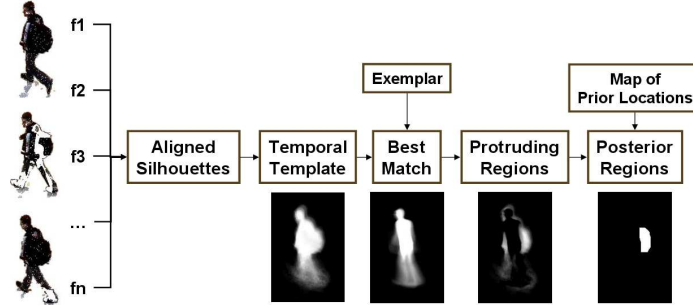 f1
f2
f3
...
fn
Exemplar
Map of
Prior Locations
Aligned
Silhouettes
Temporal
Template
Best
Match
Protruding
Regions
Posterior
Regions